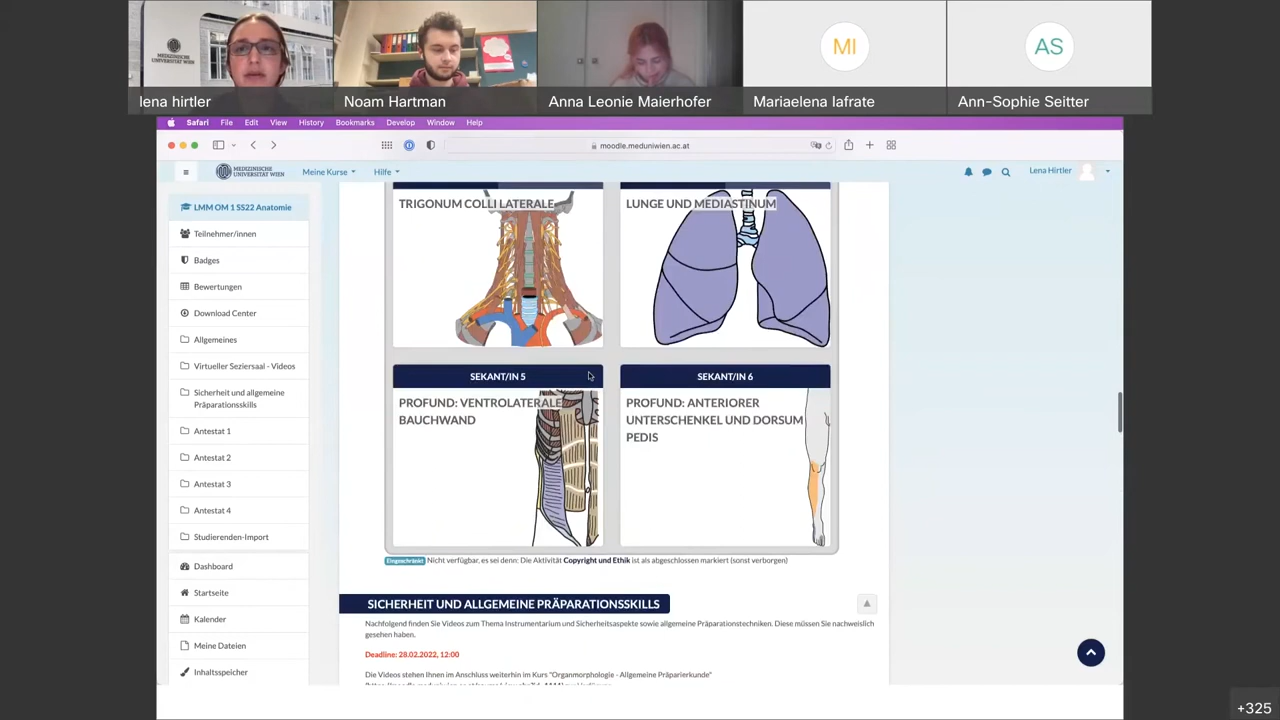 MEDIZINISCHE
UNIVERSITÄT WIEN
lena hirtler
Noam Hartman
Anna Leonie Maierhofer
MI
Mariaelena Iafrate
AS
Ann-Sophie Seitter
Safari File Edit View History Bookmarks Develop Window Help
moodle.meduniwien.ac.at
MEDIZINISCHE
UNIVERSITÄT WIEN
Meine Kurse
Hilfe
Lena Hirtler
LMM OM 1 SS22 Anatomie
Teilnehmer/innen
Badges
Bewertungen
Download Center
Allgemeines
Virtueller Seziersaal - Videos
Sicherheit und allgemeine
Präparationsskills
Antestat 1
Antestat 2
Antestat 3
Antestat 4
Studierenden-Import
Dashboard
Startseite
Kalender
Meine Dateien
Inhaltsspeicher
TRIGONUM COLLI LATERALE
LUNGE UND MEDIASTINUM
SEKANT/IN 5
PROFUND: VENTROLATERALE
BAUCHWAND
SEKANT/IN 6
PROFUND: ANTERIORER
UNTERSCHENKEL UND DORSUM
PEDIS
Eingeschränkt Nicht verfügbar, es sei denn: Die Aktivität Copyright und Ethik ist als abgeschlossen markiert (sonst verborgen)
SICHERHEIT UND ALLGEMEINE PRÄPARATIONSSKILLS
Nachfolgend finden Sie Videos zum Thema Instrumentarium und Sicherheitsaspekte sowie allgemeine Präparationstechniken. Diese müssen Sie nachweislich
gesehen haben.
Deadline: 28.02.2022, 12:00
Die Videos stehen Ihnen im Anschluss weiterhin im Kurs "Organmorphologie - Allgemeine Präparierkunde"
+325